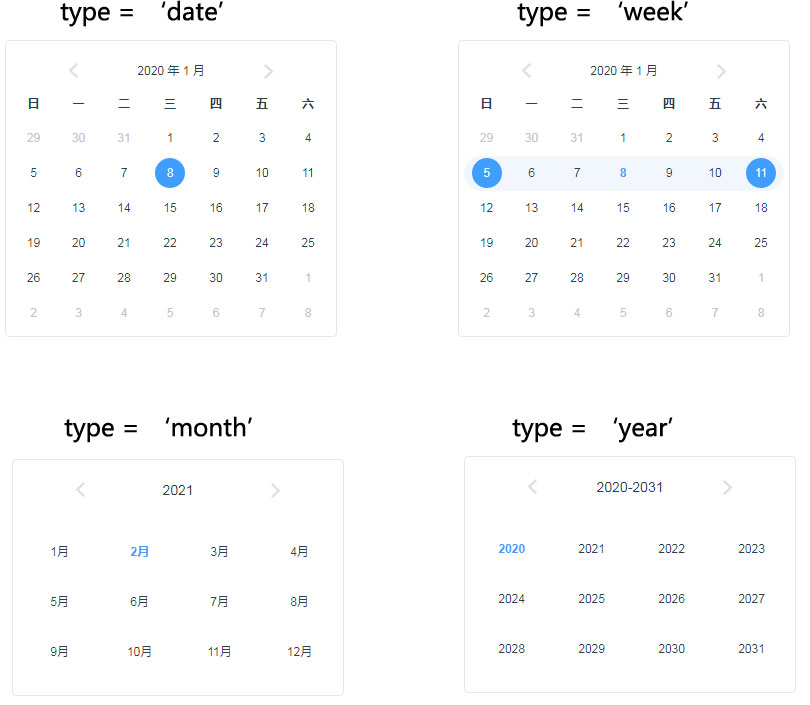 type = ‘date’
2020 年 1 月
日 一 二 三 四 五 六
29 30 31 1 2 3 4
5 6 7 8 9 10 11
12 13 14 15 16 17 18
19 20 21 22 23 24 25
26 27 28 29 30 31 1
2 3 4 5 6 7 8
type = ‘week’
2020 年 1 月
日 一 二 三 四 五 六
29 30 31 1 2 3 4
5 6 7 8 9 10 11
12 13 14 15 16 17 18
19 20 21 22 23 24 25
26 27 28 29 30 31 1
2 3 4 5 6 7 8
type = ‘month’
2021
1月 2月 3月 4月
5月 6月 7月 8月
9月 10月 11月 12月
type = ‘year’
2020-2031
2020 2021 2022 2023
2024 2025 2026 2027
2028 2029 2030 2031